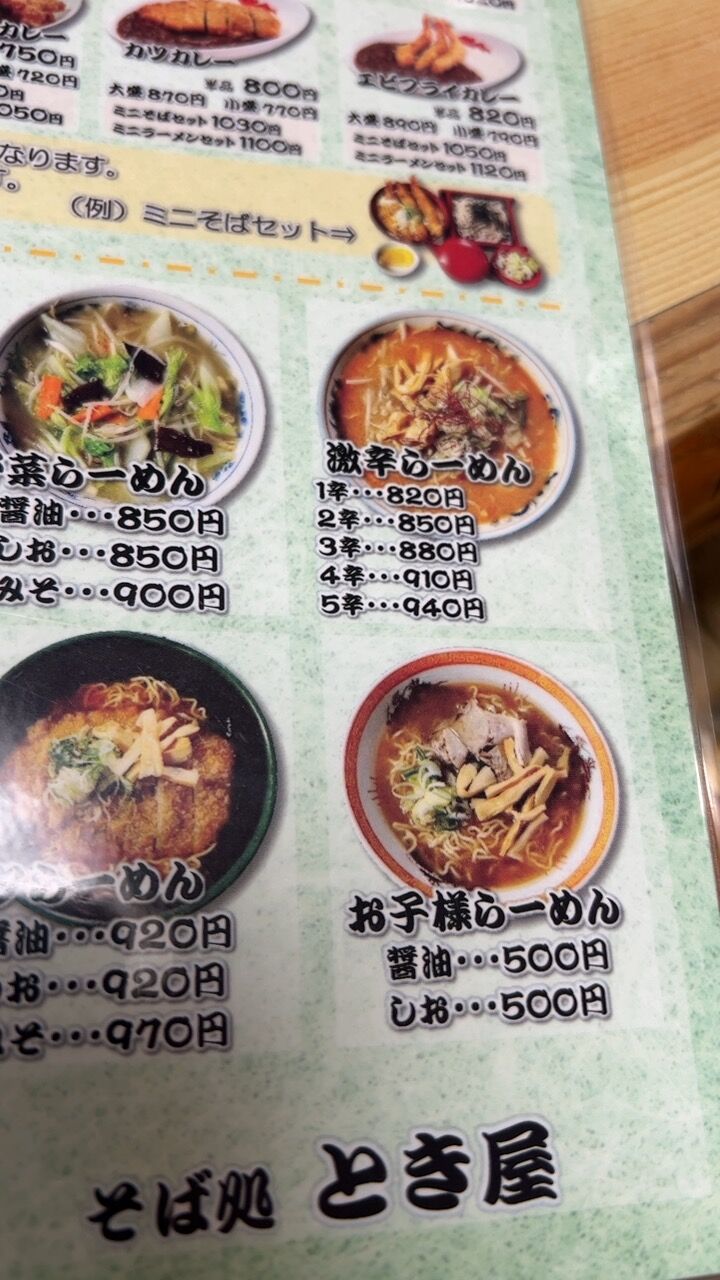 カレー
カツカレー
エビフライカレー
750円
720円
050円
単品 800円
大盛870円 小盛770円
ミニそばセット1030円
ミニラーメンセット1100円
単品 820円
大盛890円 小盛790円
ミニそばセット1050円
ミニラーメンセット1120円
なります。
す。
(例)ミニそばセット⇒
菜らーめん
醤油･･･850円
しお･･･850円
みそ･･･900円
激辛らーめん
1辛･･･820円
2辛･･･850円
3辛･･･880円
4辛･･･910円
5辛･･･940円
らーめん
醤油･･･920円
お･･･920円
そ･･･970円
お子様らーめん
醤油･･･500円
しお･･･500円
そば処 とき屋